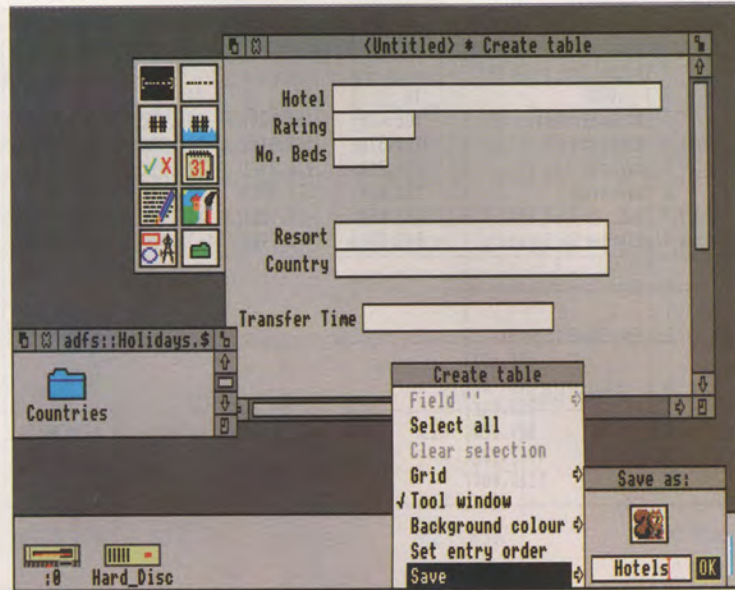 <Untitled> * Create table
Hotel
Rating
No. Beds
31
Resort
Country
Transfer Time
adfs::Holidays.$
Countries
Create table
Field ''
Select all
Clear selection
Grid
√Tool window
Background colour
Set entry order
Save
Save as:
Hotels
OK
:0
Hard_Disc